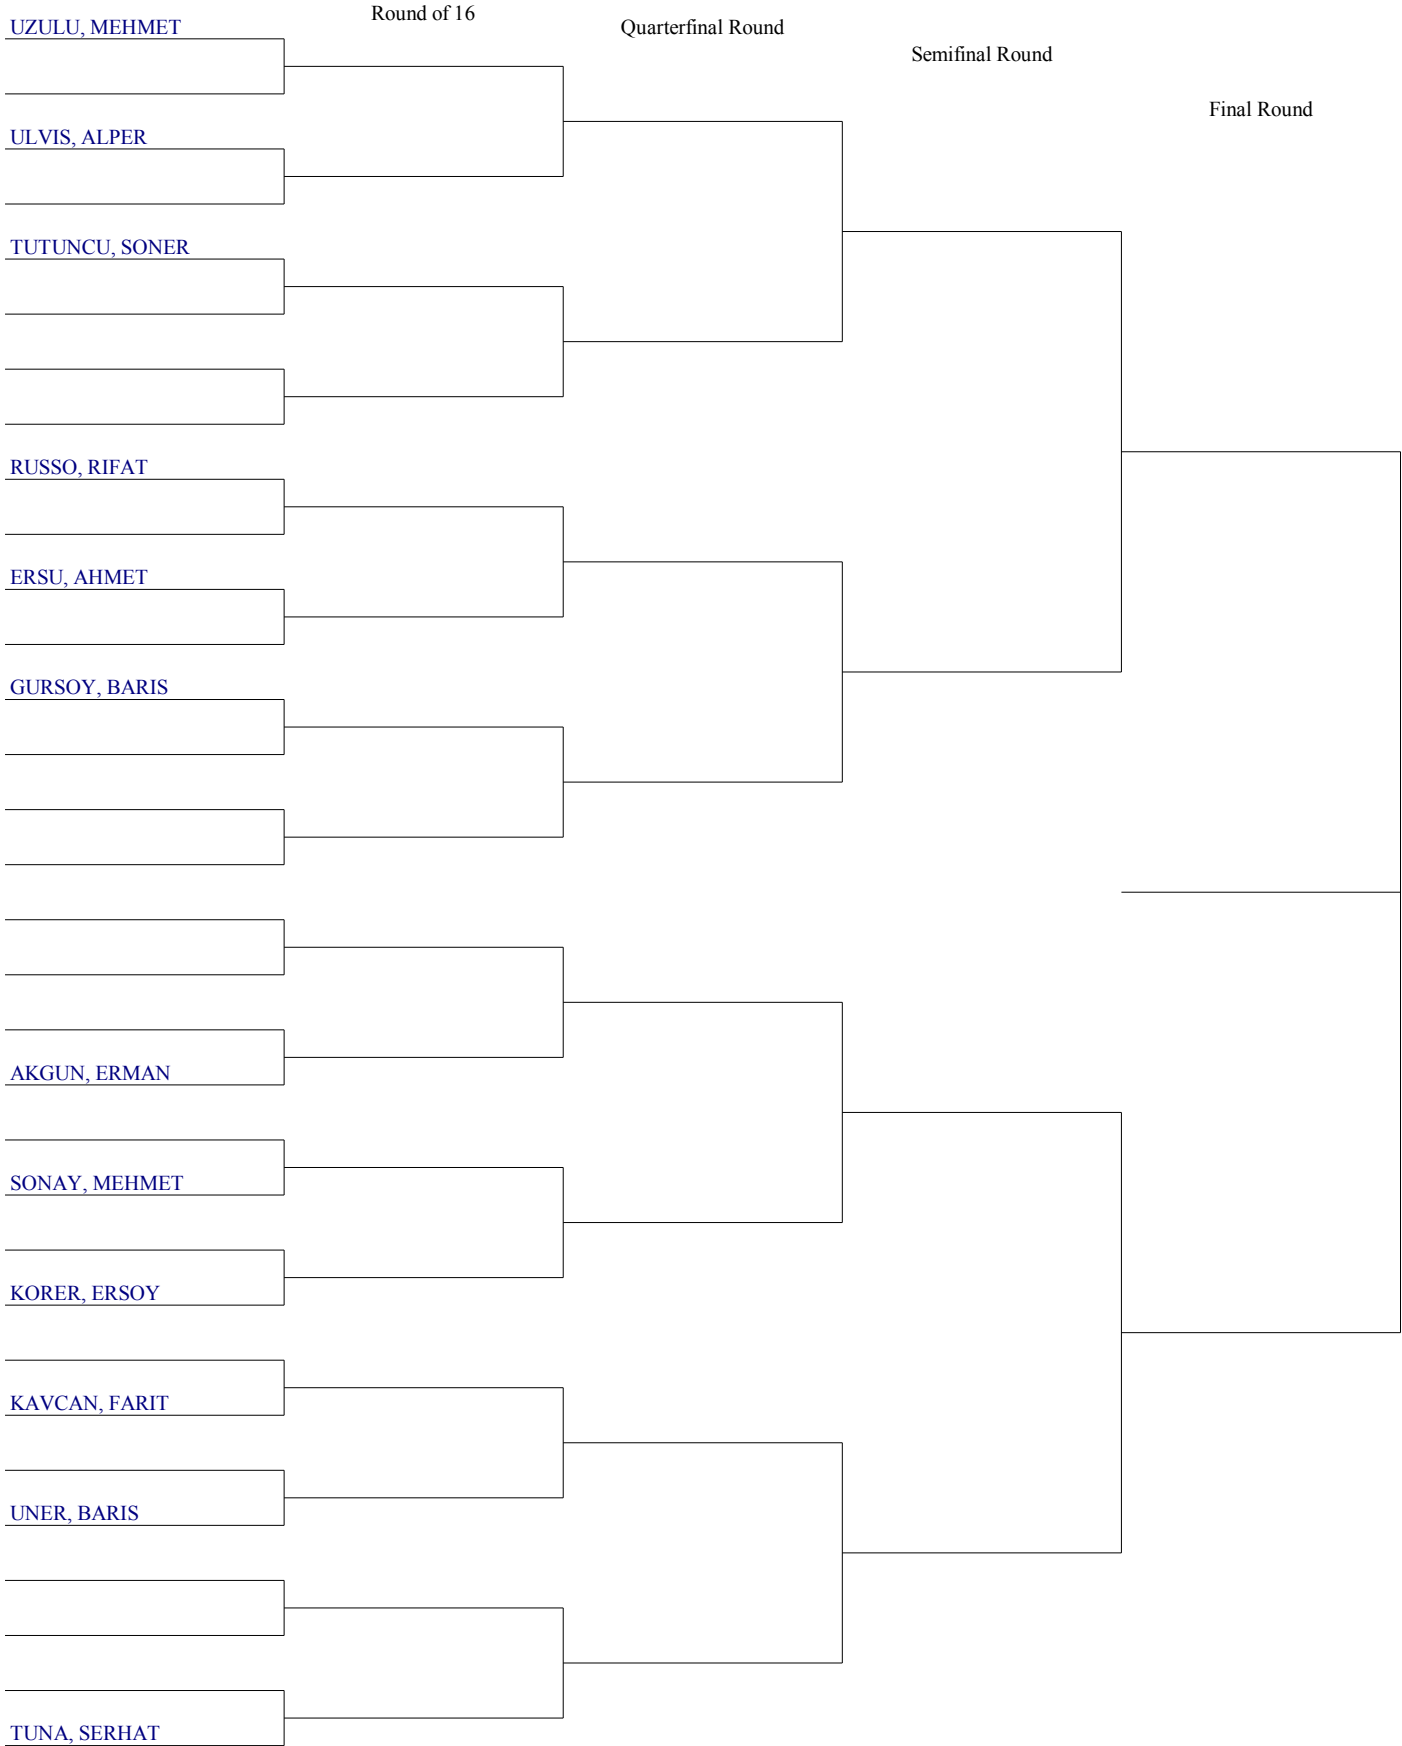 Round of 16
UZULU, MEHMET
Quarterfinal Round
Semifinal Round
Final Round
ULVIS, ALPER
TUTUNCU, SONER
RUSSO, RIFAT
ERSU, AHMET
GURSOY, BARIS
AKGUN, ERMAN
SONAY, MEHMET
KORER, ERSOY
KAVCAN, FARIT
UNER, BARIS
TUNA, SERHAT